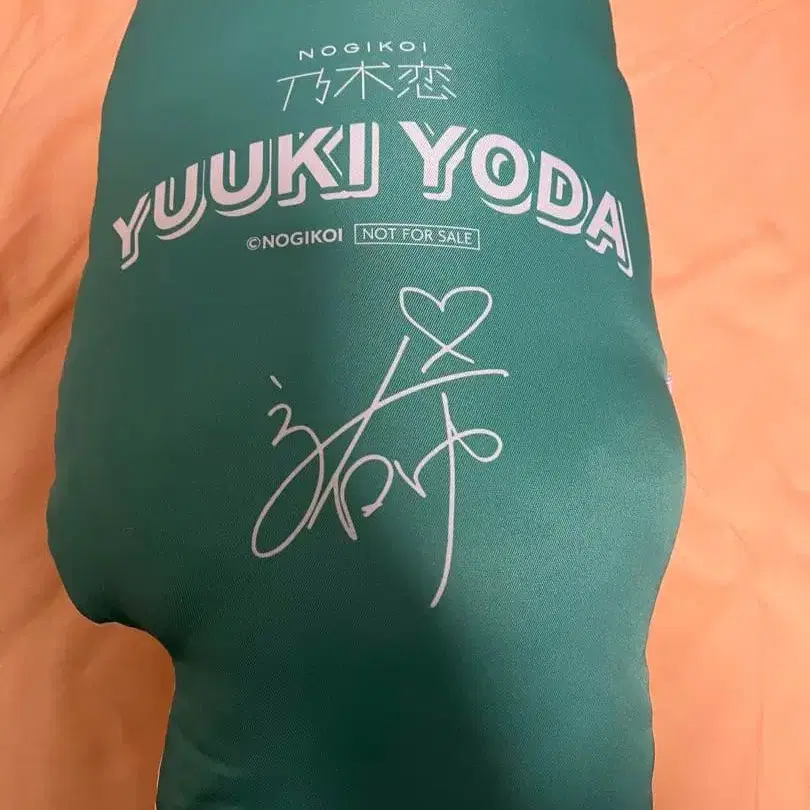 NOGIKOI
乃木恋
YUUKI YODA
©NOGIKOI NOT FOR SALE